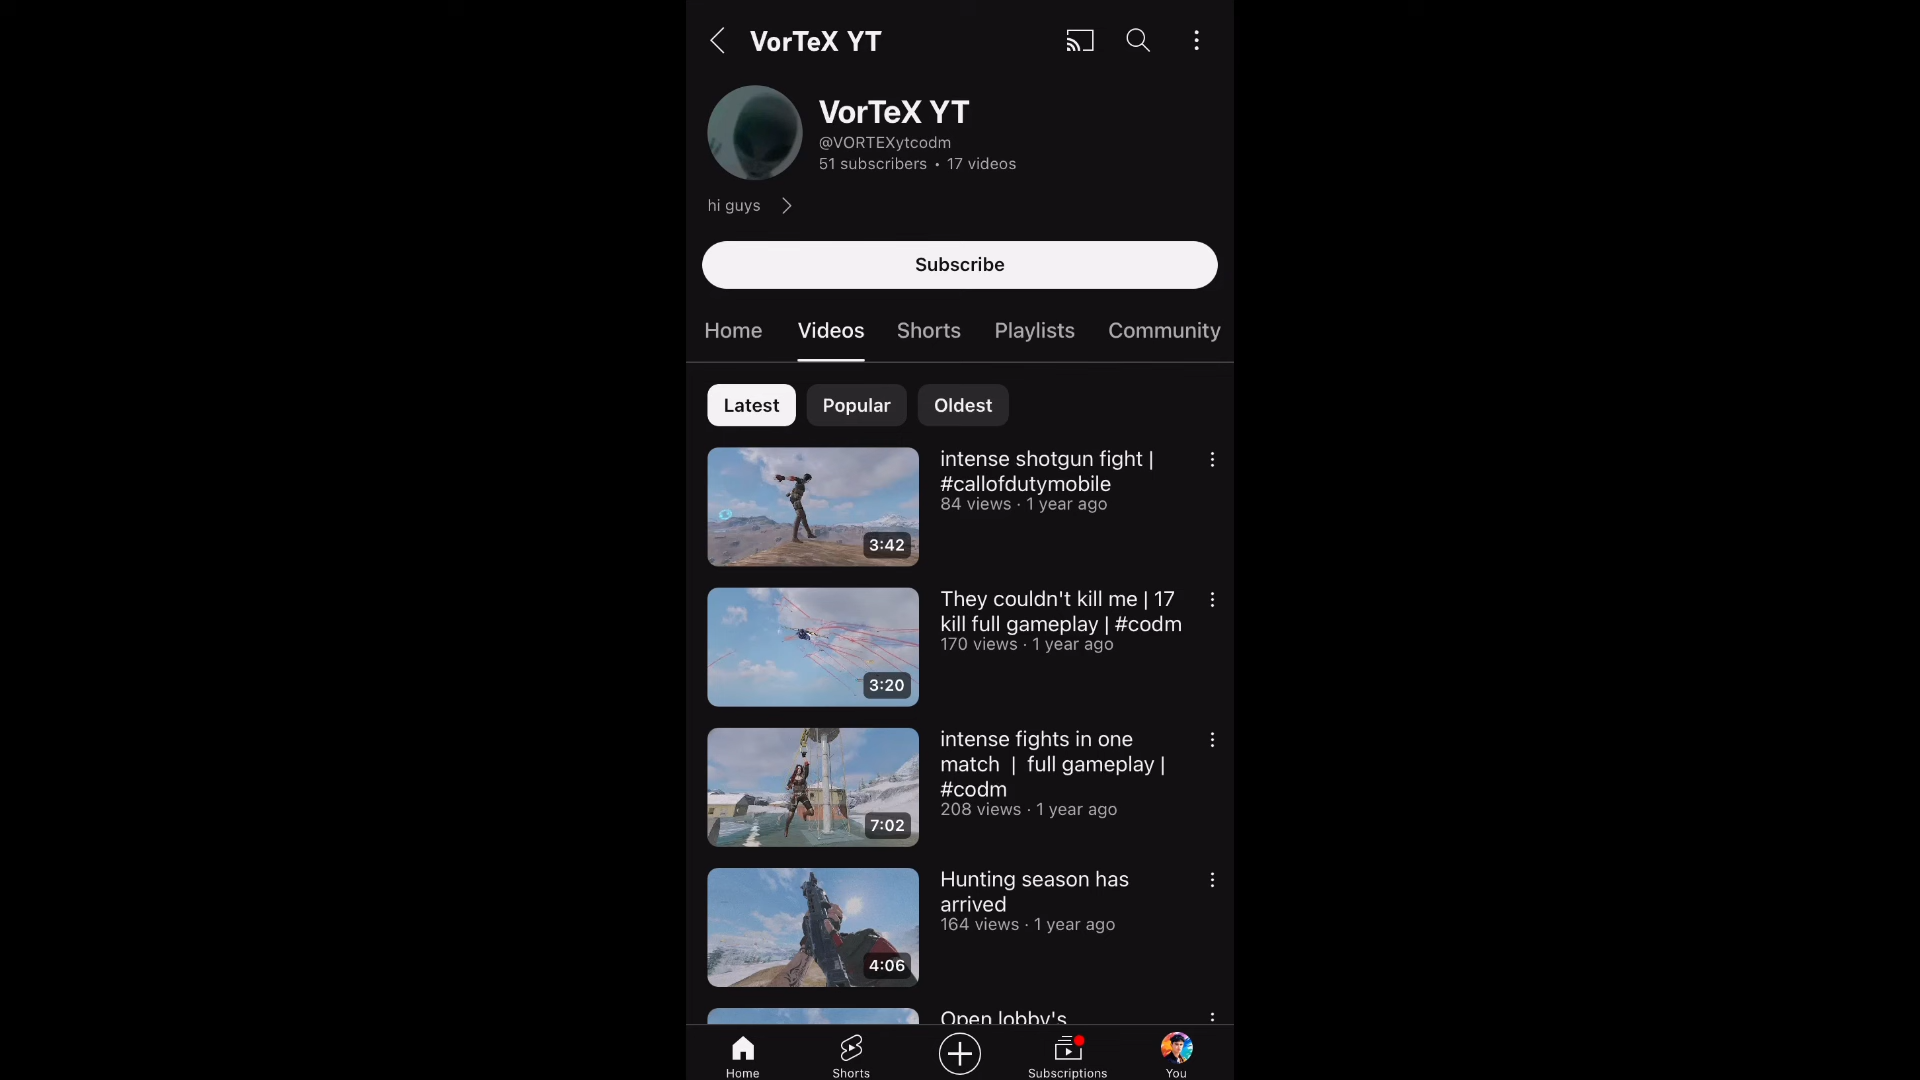 VorTeX YT
VorTeX YT
@VORTEXytcodm
51 subscribers • 17 videos
hi guys
Subscribe
Home Videos Shorts Playlists Community
Latest Popular Oldest
intense shotgun fight |
#callofdutymobile
84 views · 1 year ago
3:42
They couldn't kill me | 17
kill full gameplay | #codm
170 views · 1 year ago
3:20
intense fights in one
match | full gameplay |
#codm
208 views · 1 year ago
7:02
Hunting season has
arrived
164 views · 1 year ago
4:06
Open lobby's
Home Shorts Subscriptions You